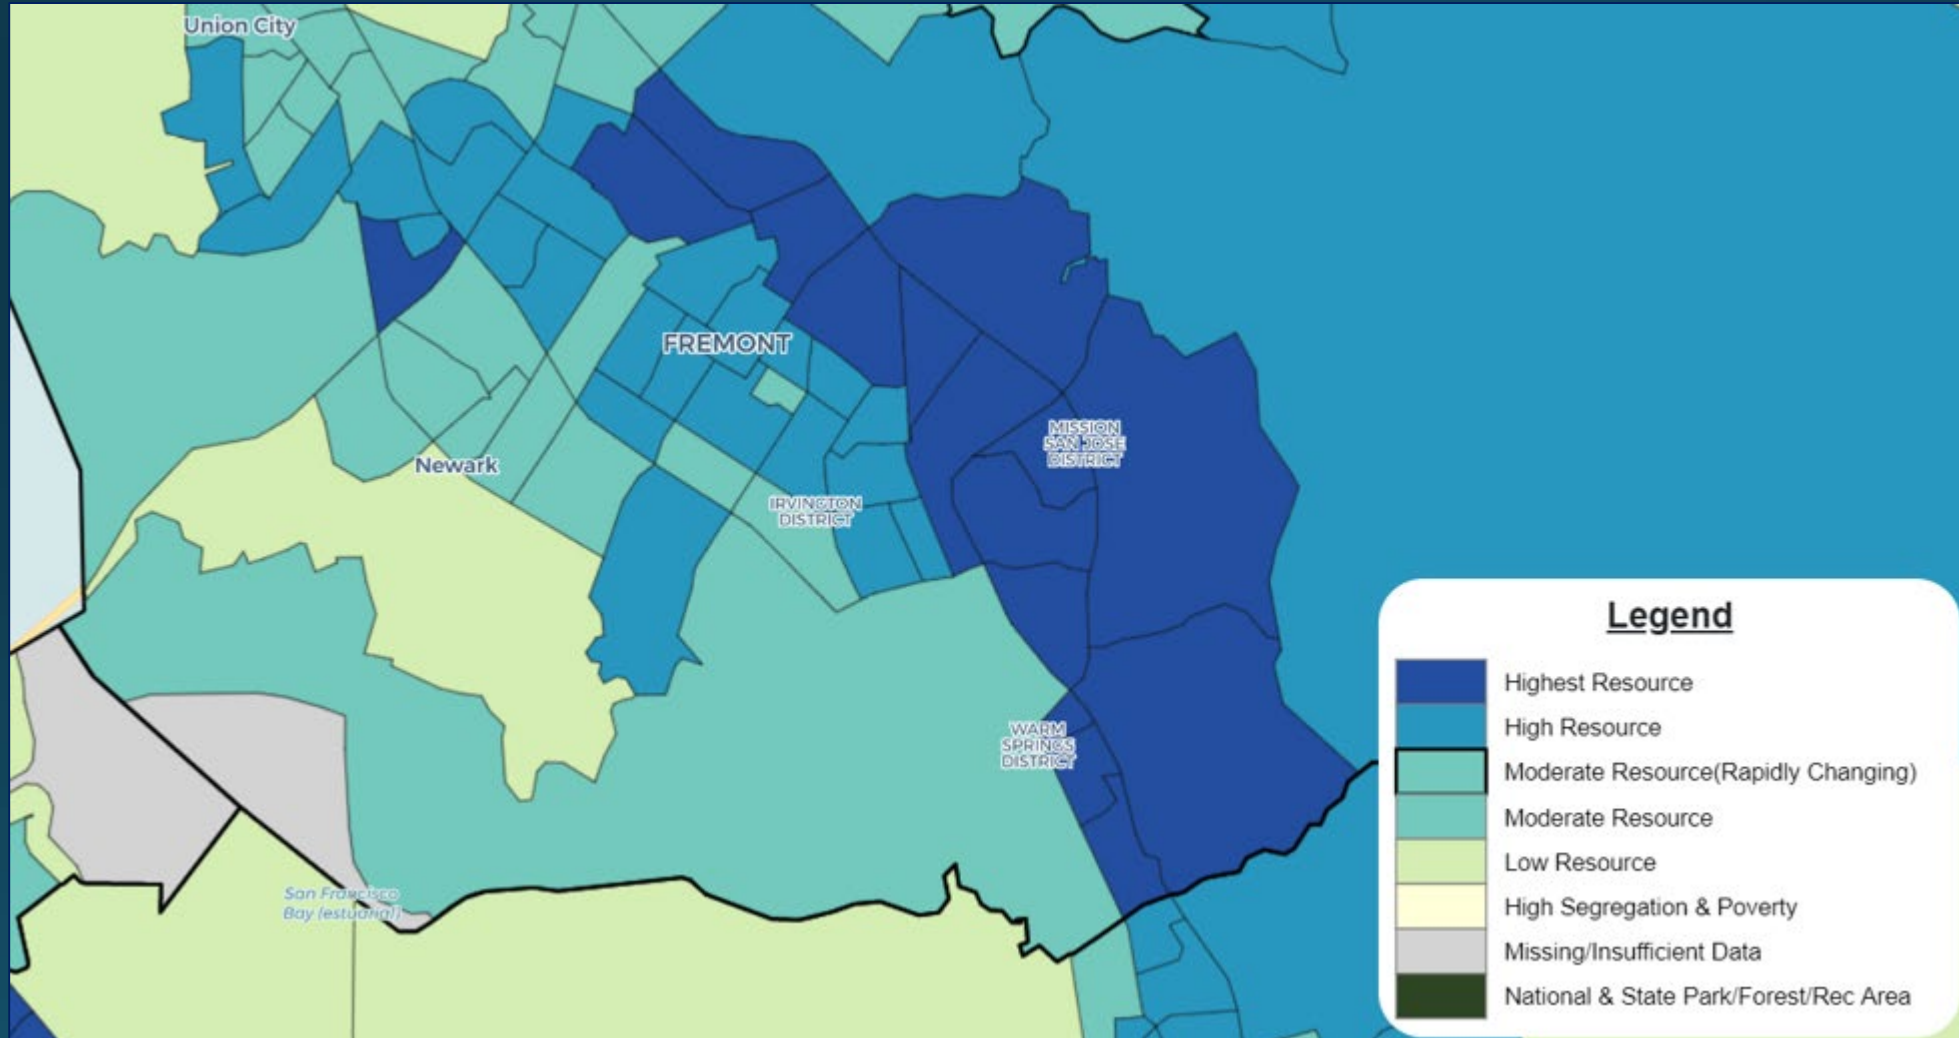 Union City
FREMONT
MISSION
SAN JOSE
DISTRICT
Newark
IRVINGTON
DISTRICT
WARM
SPRINGS
DISTRICT
San Francisco
Bay (estuarial)
Legend
Highest Resource
High Resource
Moderate Resource(Rapidly Changing)
Moderate Resource
Low Resource
High Segregation & Poverty
Missing/Insufficient Data
National & State Park/Forest/Rec Area